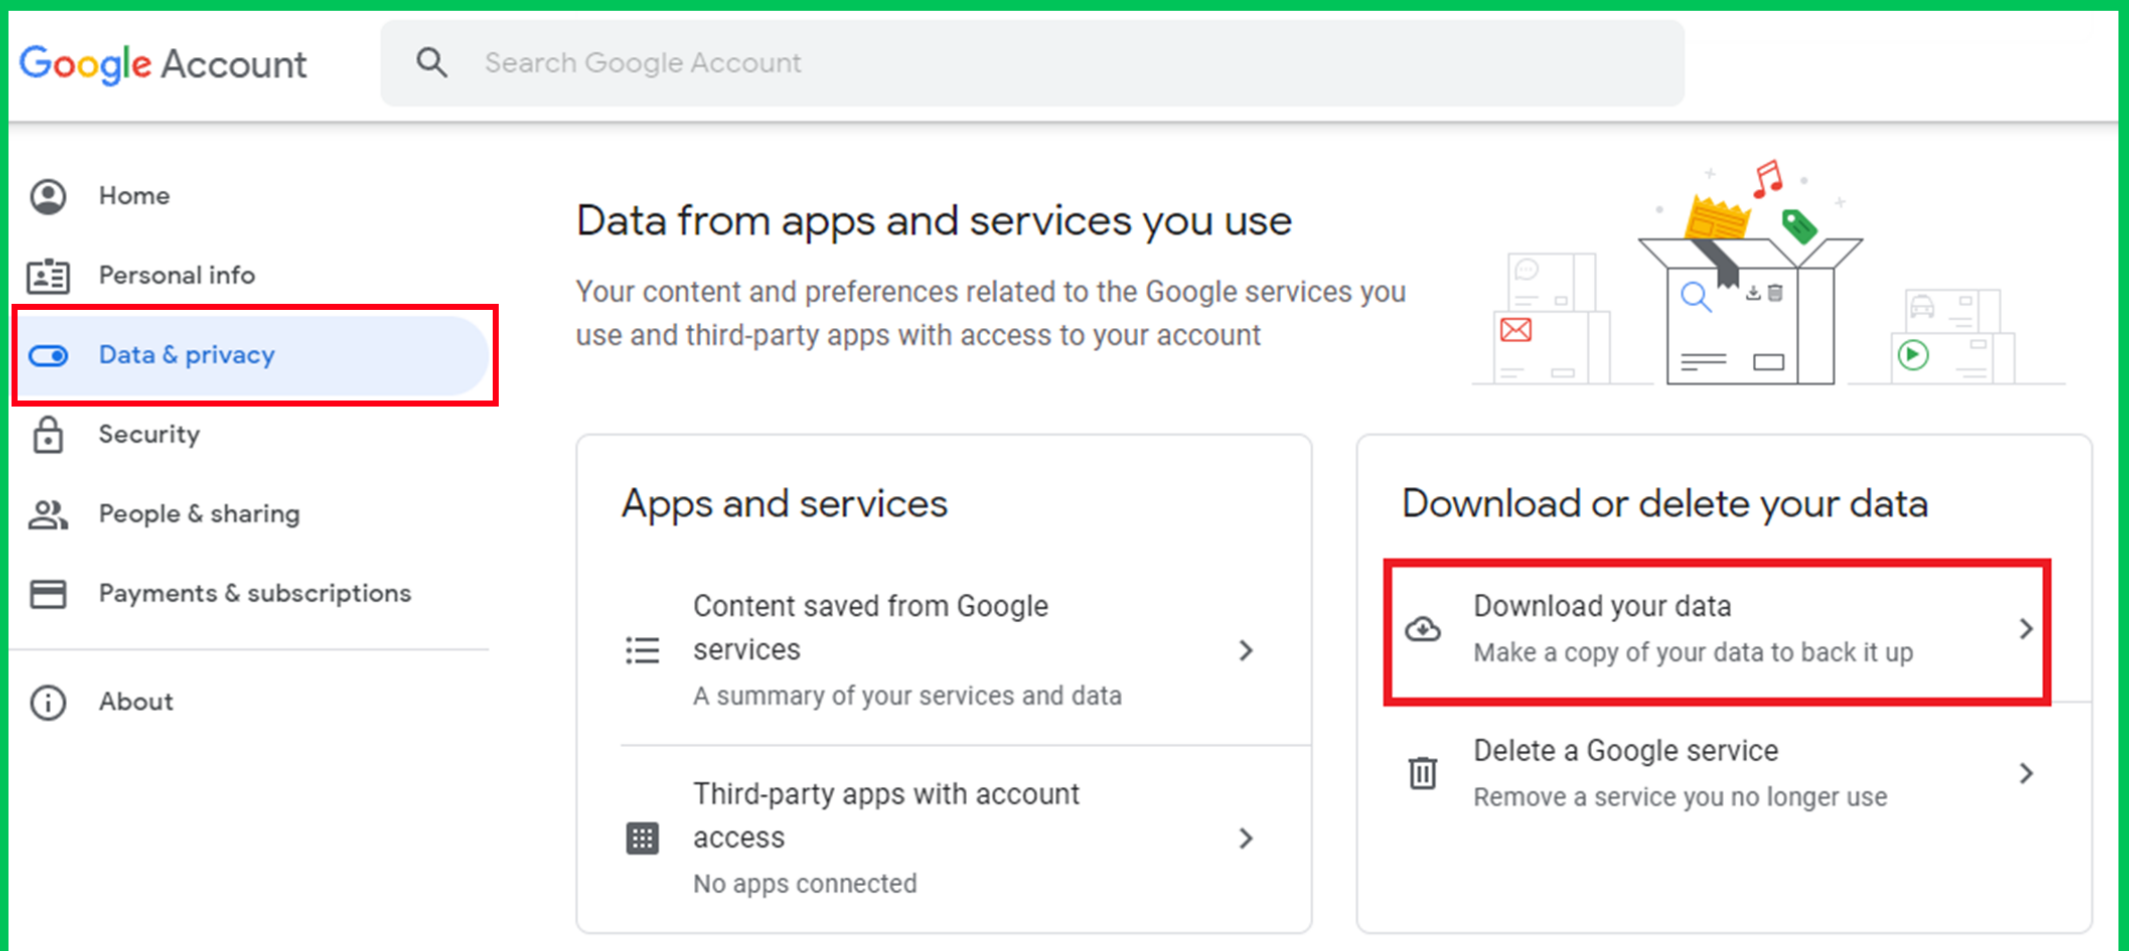 Google Account
Search Google Account
Home
Personal info
Data & privacy
Security
People & sharing
Payments & subscriptions
About
Data from apps and services you use
Your content and preferences related to the Google services you
use and third-party apps with access to your account
Apps and services
Content saved from Google
services
A summary of your services and data
Third-party apps with account
access
No apps connected
Download or delete your data
Download your data
Make a copy of your data to back it up
Delete a Google service
Remove a service you no longer use